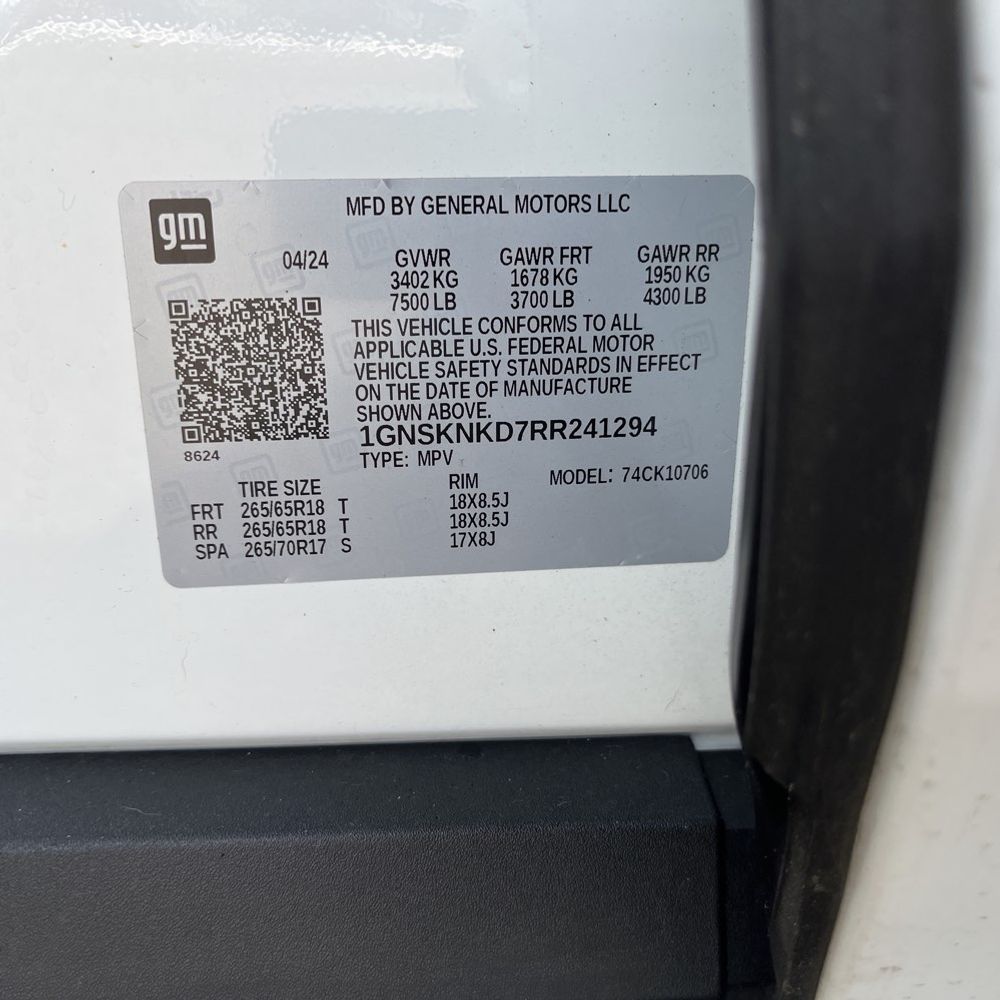 gm
MFD BY GENERAL MOTORS LLC
04/24 GVWR GAWR FRT GAWR RR
3402 KG 1678 KG 1950 KG
7500 LB 3700 LB 4300 LB
THIS VEHICLE CONFORMS TO ALL
APPLICABLE U.S. FEDERAL MOTOR
VEHICLE SAFETY STANDARDS IN EFFECT
ON THE DATE OF MANUFACTURE
SHOWN ABOVE.
1GNSKNKD7RR241294
8624
TYPE: MPV
MODEL: 74CK10706
TIRE SIZE RIM
FRT 265/65R18 T 18X8.5J
RR 265/65R18 T 18X8.5J
SPA 265/70R17 S 17X8J